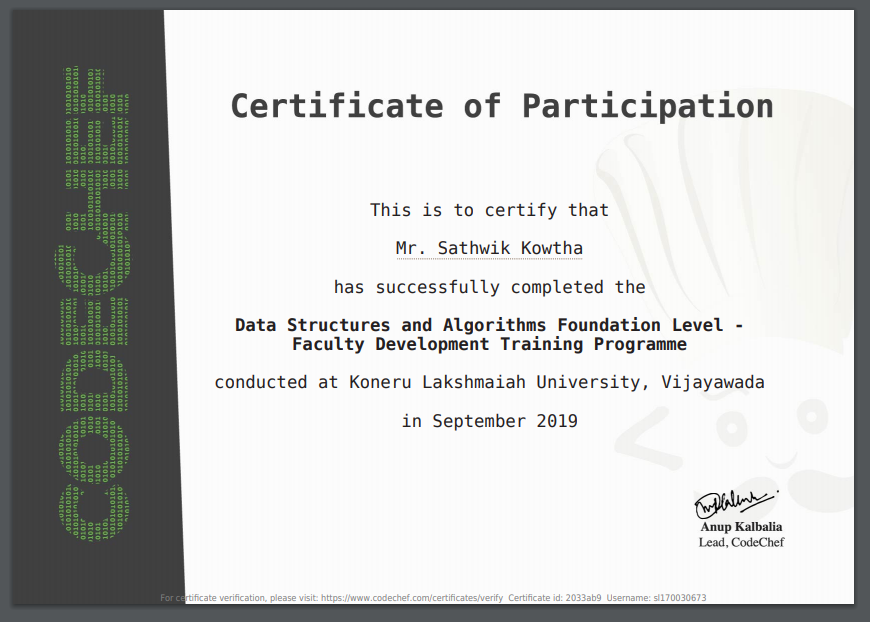 CODECHEF
Certificate of Participation
This is to certify that
Mr. Sathwik Kowtha
has successfully completed the
Data Structures and Algorithms Foundation Level -
Faculty Development Training Programme
conducted at Koneru Lakshmaiah University, Vijayawada
in September 2019
Anup Kalbalia
Lead, CodeChef
For certificate verification, please visit: https://www.codechef.com/certificates/verify Certificate id: 2033ab9 Username: sl170030673